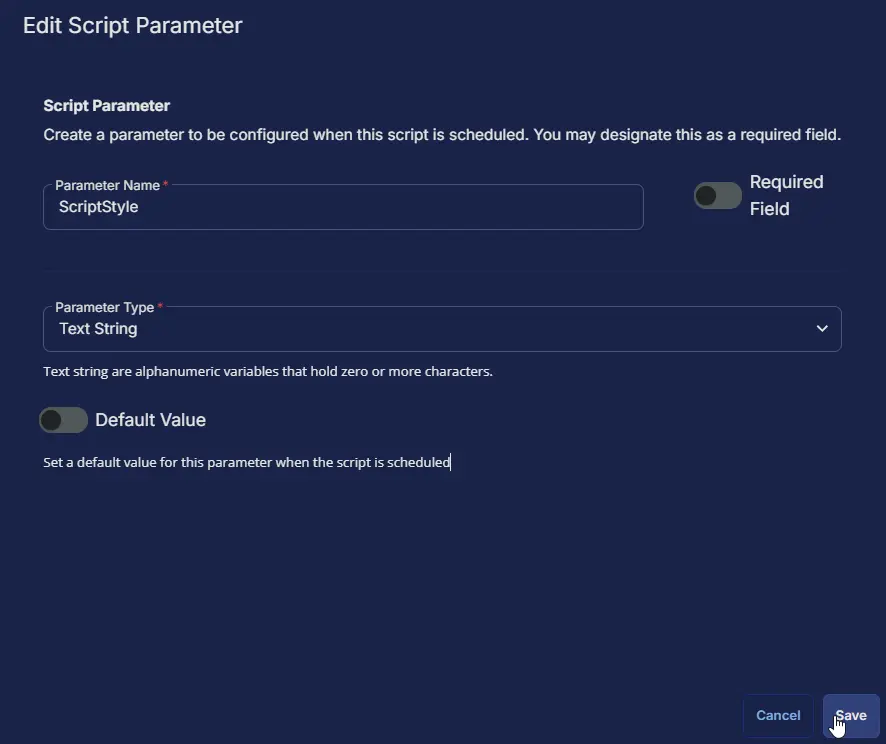 Edit Script Parameter
Script Parameter
Create a parameter to be configured when this script is scheduled. You may designate this as a required field.
Parameter Name *
ScriptStyle
Required
Field
Parameter Type *
Text String
Text string are alphanumeric variables that hold zero or more characters.
Default Value
Set a default value for this parameter when the script is scheduled
Cancel
Save